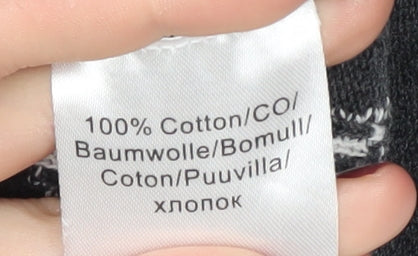 100% Cotton/CO/
Baumwolle/Bomull/
Coton/Puuvilla/
хлопок